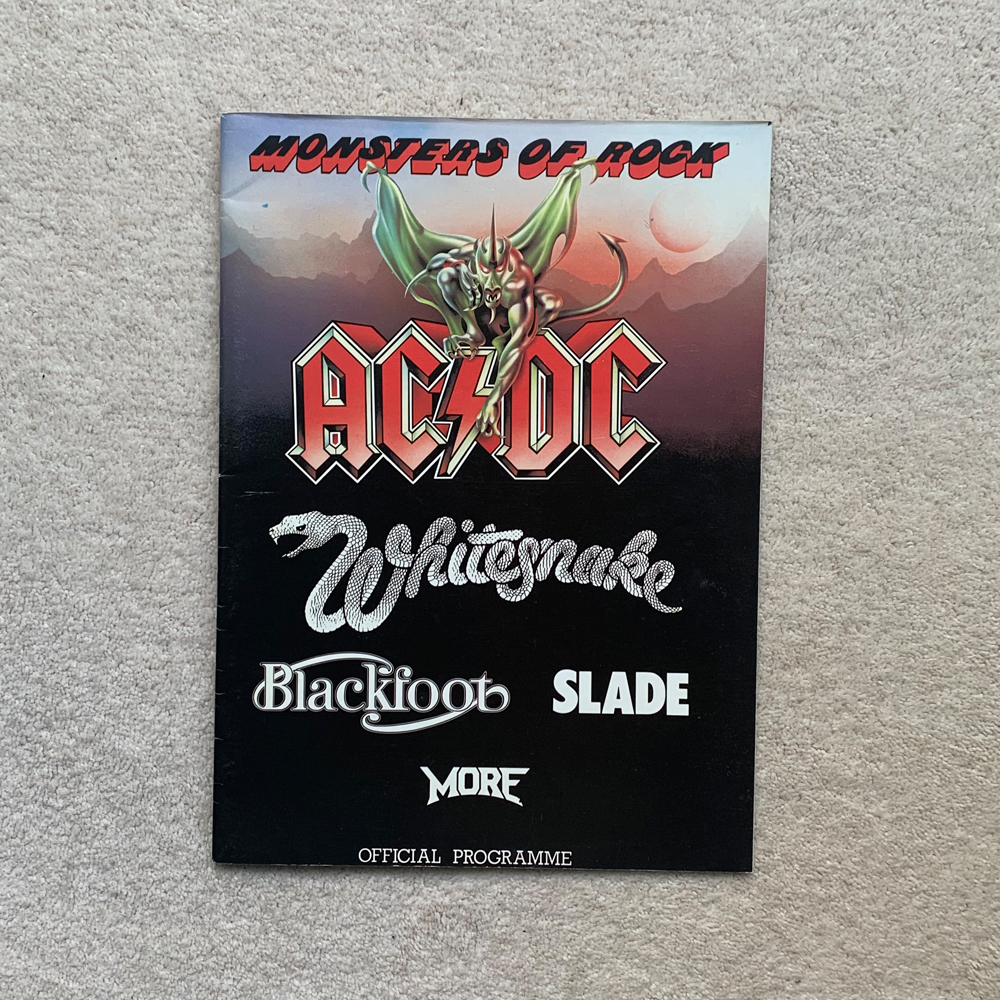 MONSTERS OF ROCK
AC⚡DC
Whitesnake
Blackfoot SLADE
MORE
OFFICIAL PROGRAMME